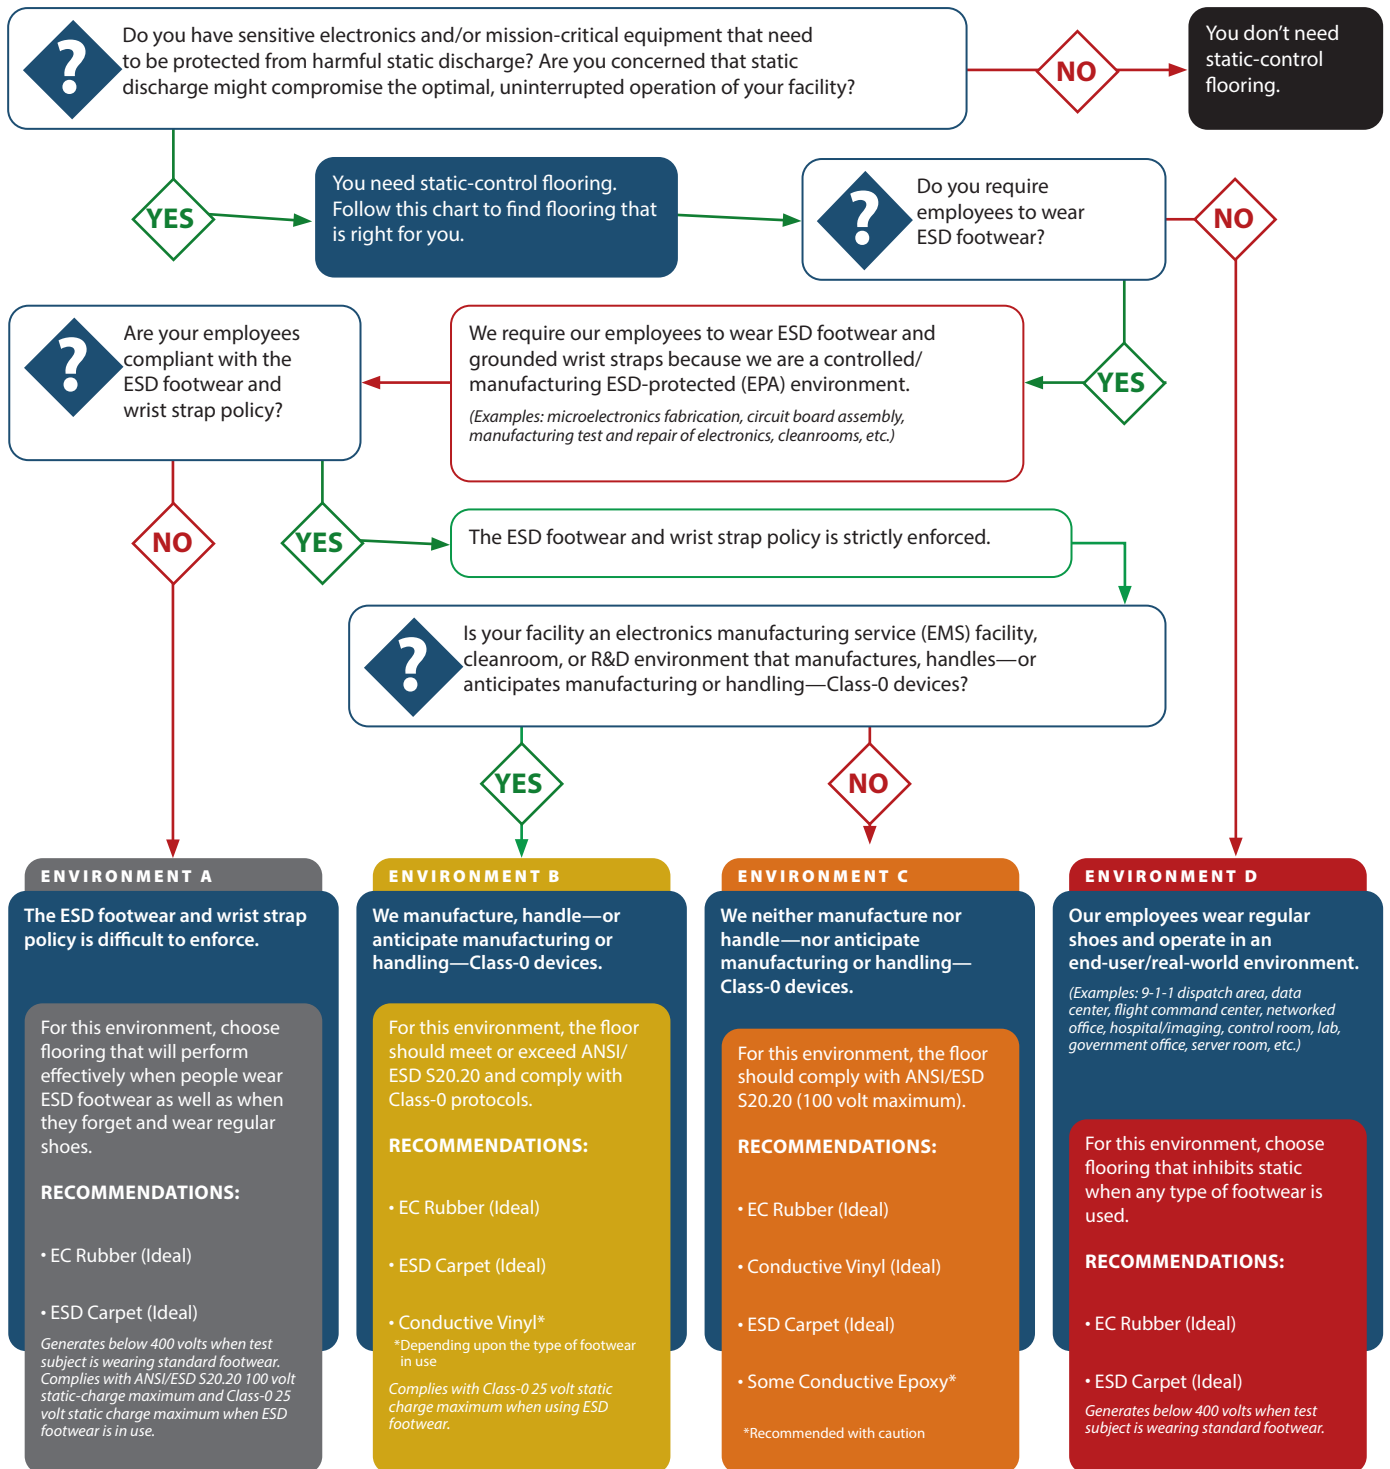 ?
Do you have sensitive electronics and/or mission-critical equipment that need
to be protected from harmful static discharge? Are you concerned that static
discharge might compromise the optimal, uninterrupted operation of your facility?
NO
You don’t need
static-control
flooring.
YES
You need static-control flooring.
Follow this chart to find flooring that
is right for you.
?
Do you require
employees to wear
ESD footwear?
NO
?
Are your employees
compliant with the
ESD footwear and
wrist strap policy?
We require our employees to wear ESD footwear and
grounded wrist straps because we are a controlled/
manufacturing ESD-protected (EPA) environment.
(Examples: microelectronics fabrication, circuit board assembly,
manufacturing test and repair of electronics, cleanrooms, etc.)
YES
NO
YES
The ESD footwear and wrist strap policy is strictly enforced.
?
Is your facility an electronics manufacturing service (EMS) facility,
cleanroom, or R&D environment that manufactures, handles—or
anticipates manufacturing or handling—Class-0 devices?
YES
NO
ENVIRONMENT A
The ESD footwear and wrist strap
policy is difficult to enforce.
For this environment, choose
flooring that will perform
effectively when people wear
ESD footwear as well as when
they forget and wear regular
shoes.
RECOMMENDATIONS:
• EC Rubber (Ideal)
• ESD Carpet (Ideal)
Generates below 400 volts when test
subject is wearing standard footwear.
Complies with ANSI/ESD S20.20 100 volt
static-charge maximum and Class-0 25
volt static charge maximum when ESD
footwear is in use.
ENVIRONMENT B
We manufacture, handle—or
anticipate manufacturing or
handling—Class-0 devices.
For this environment, the floor
should meet or exceed ANSI/
ESD S20.20 and comply with
Class-0 protocols.
RECOMMENDATIONS:
• EC Rubber (Ideal)
• ESD Carpet (Ideal)
• Conductive Vinyl*
*Depending upon the type of footwear
in use
Complies with Class-0 25 volt static
charge maximum when using ESD
footwear.
ENVIRONMENT C
We neither manufacture nor
handle—nor anticipate
manufacturing or handling—
Class-0 devices.
For this environment, the floor
should comply with ANSI/ESD
S20.20 (100 volt maximum).
RECOMMENDATIONS:
• EC Rubber (Ideal)
• Conductive Vinyl (Ideal)
• ESD Carpet (Ideal)
• Some Conductive Epoxy*
*Recommended with caution
ENVIRONMENT D
Our employees wear regular
shoes and operate in an
end-user/real-world environment.
(Examples: 9-1-1 dispatch area, data
center, flight command center, networked
office, hospital/imaging, control room, lab,
government office, server room, etc.)
For this environment, choose
flooring that inhibits static
when any type of footwear is
used.
RECOMMENDATIONS:
• EC Rubber (Ideal)
• ESD Carpet (Ideal)
Generates below 400 volts when test
subject is wearing standard footwear.